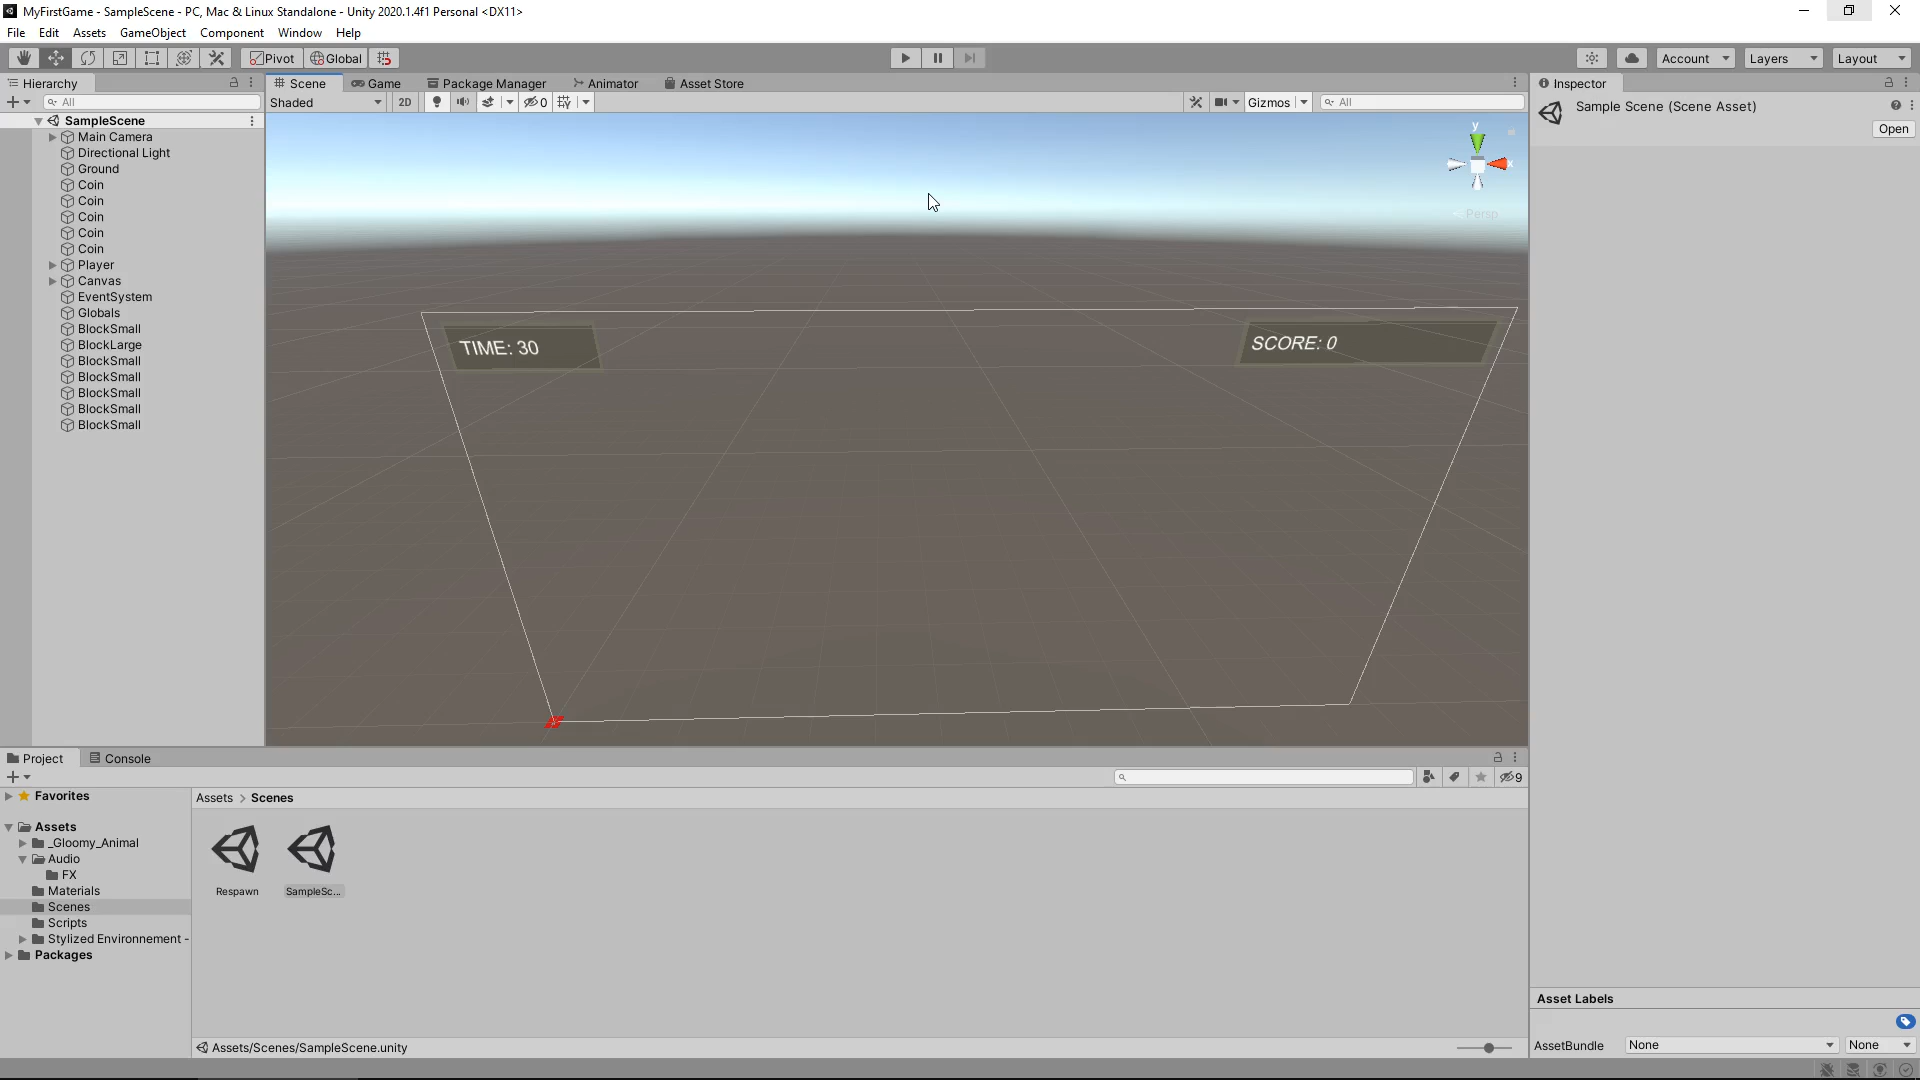 MyFirstGame - SampleScene - PC, Mac & Linux Standalone - Unity 2020.1.4f1 Personal <DX11>
File Edit Assets GameObject Component Window Help
Pivot Global Account Layers Layout
Hierarchy Scene Game Package Manager Animator Asset Store Inspector
All Shaded 2D 0 Gizmos All
Sample Scene (Scene Asset)
Open
SampleScene
Main Camera
Directional Light
Ground
Coin
Coin
Coin
Coin
Coin
Player
Canvas
EventSystem
Globals
BlockSmall
BlockLarge
BlockSmall
BlockSmall
BlockSmall
BlockSmall
BlockSmall
y
x
Persp
TIME: 30
SCORE: 0
Project Console
9
Favorites
Assets
_Gloomy_Animal
Audio
FX
Materials
Scenes
Scripts
Stylized Environnement -
Packages
Assets > Scenes
Respawn
SampleSc...
Assets/Scenes/SampleScene.unity
Asset Labels
AssetBundle None None